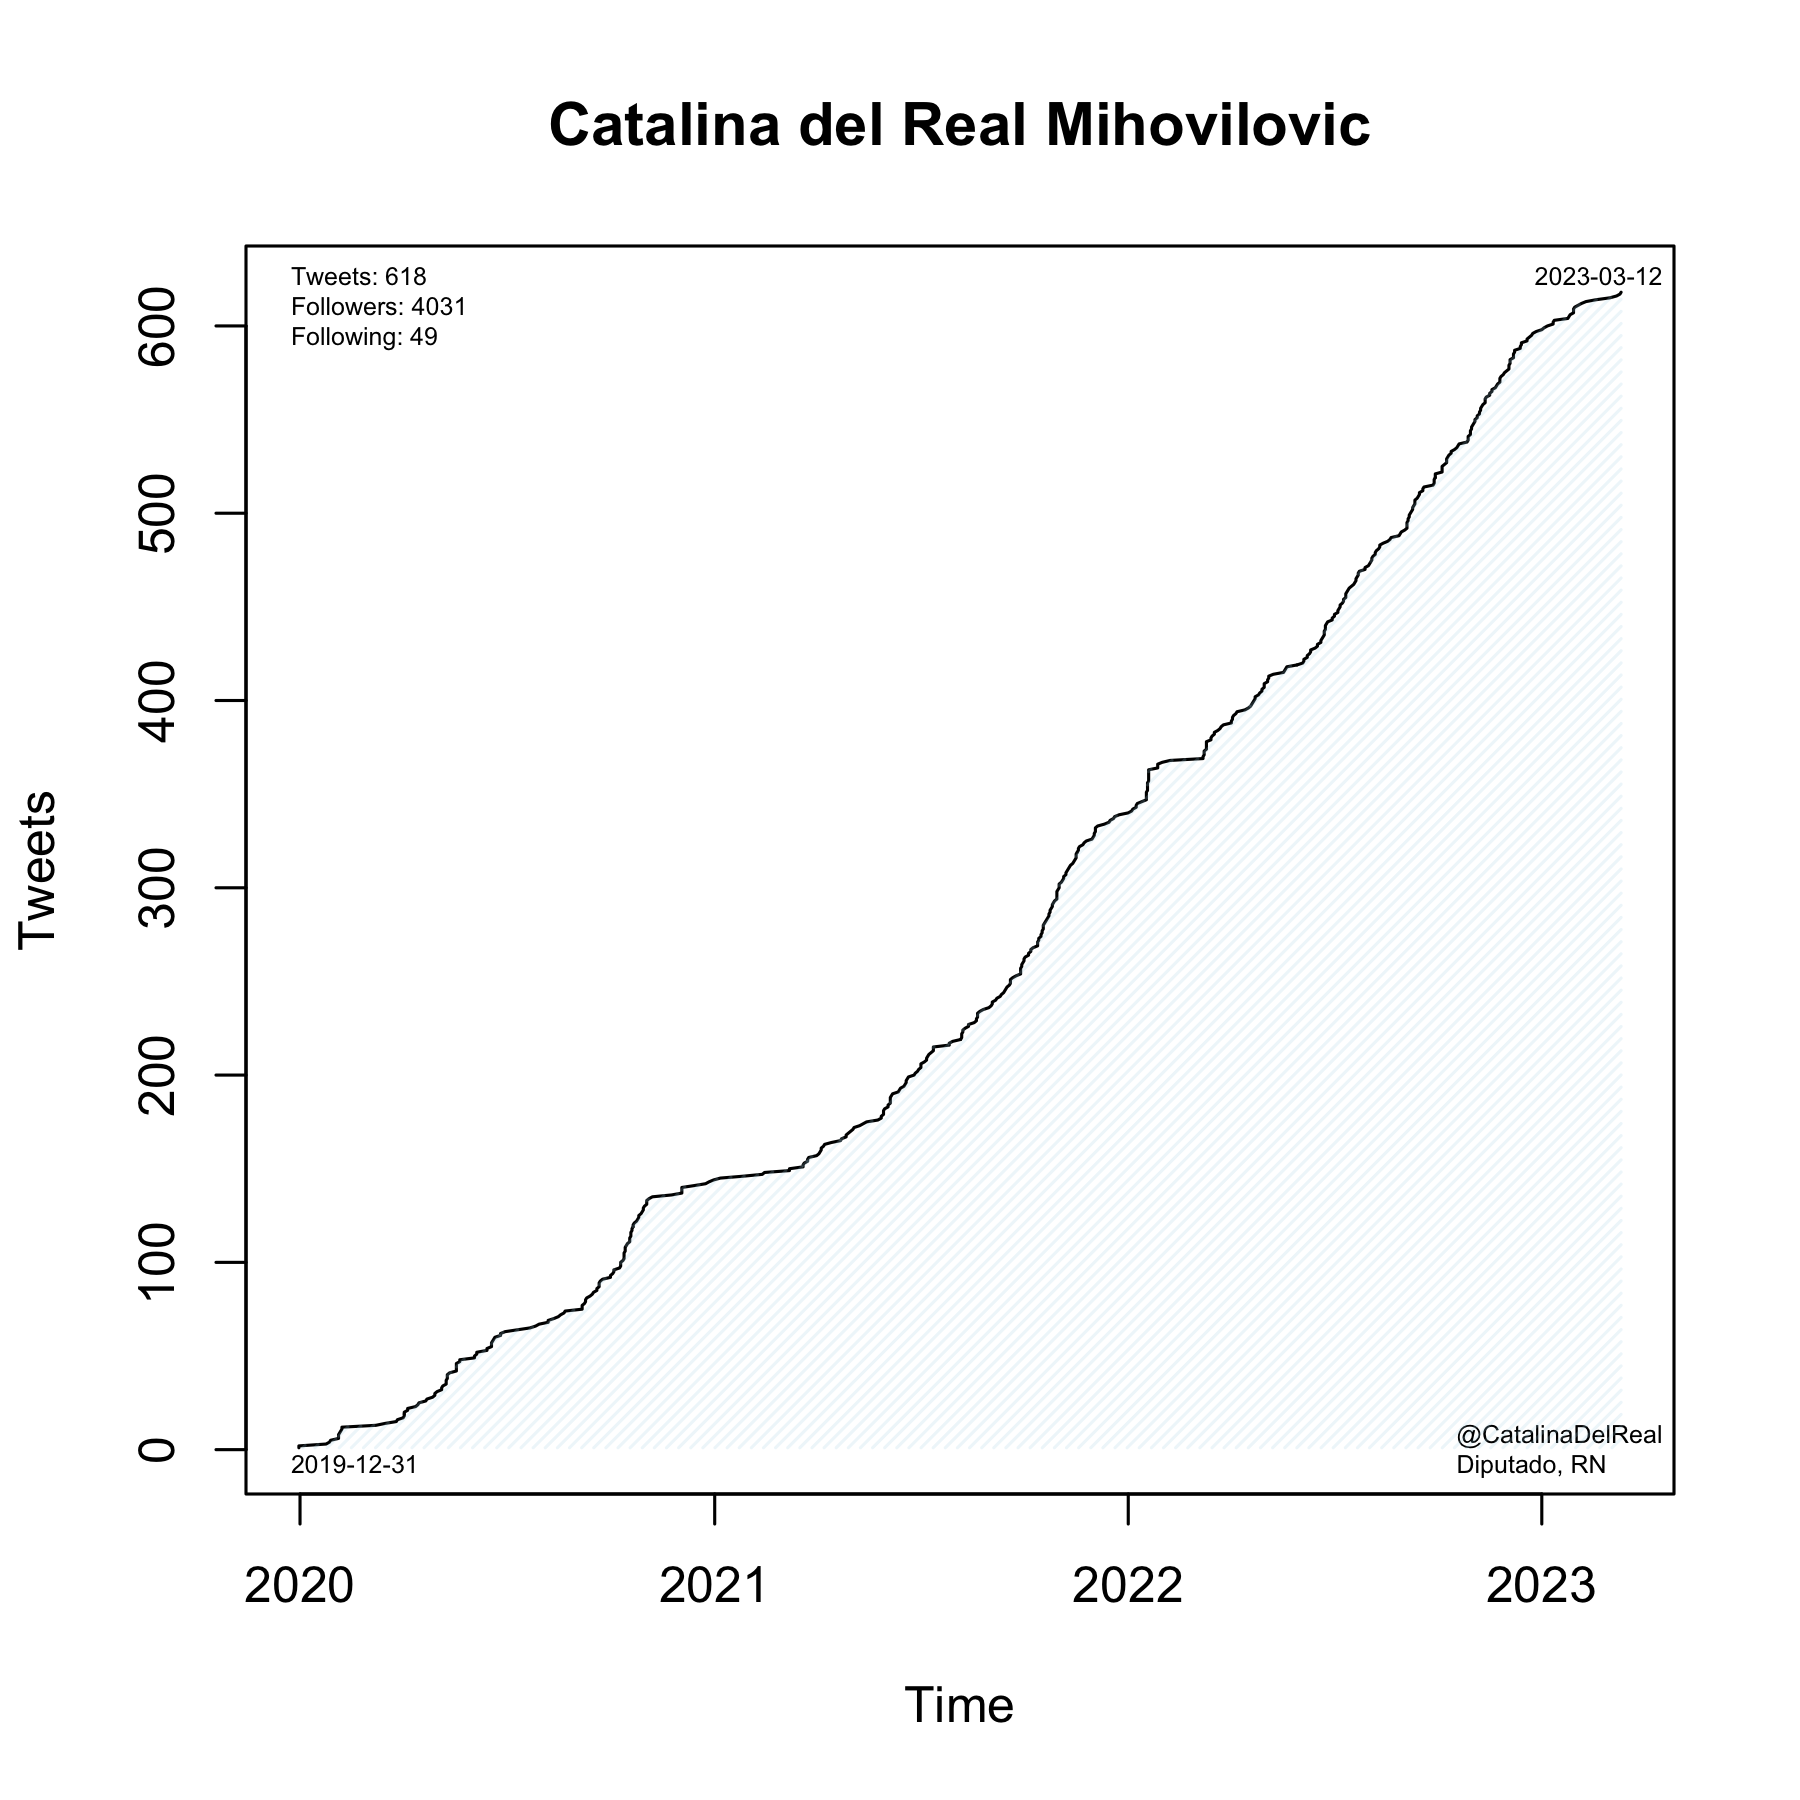 Catalina del Real Mihovilovic
Tweets: 618
Followers: 4031
Following: 49
2023-03-12
600
500
400
300
200
100
0
Tweets
2019-12-31
@CatalinaDelReal
Diputado, RN
2020
2021
2022
2023
Time